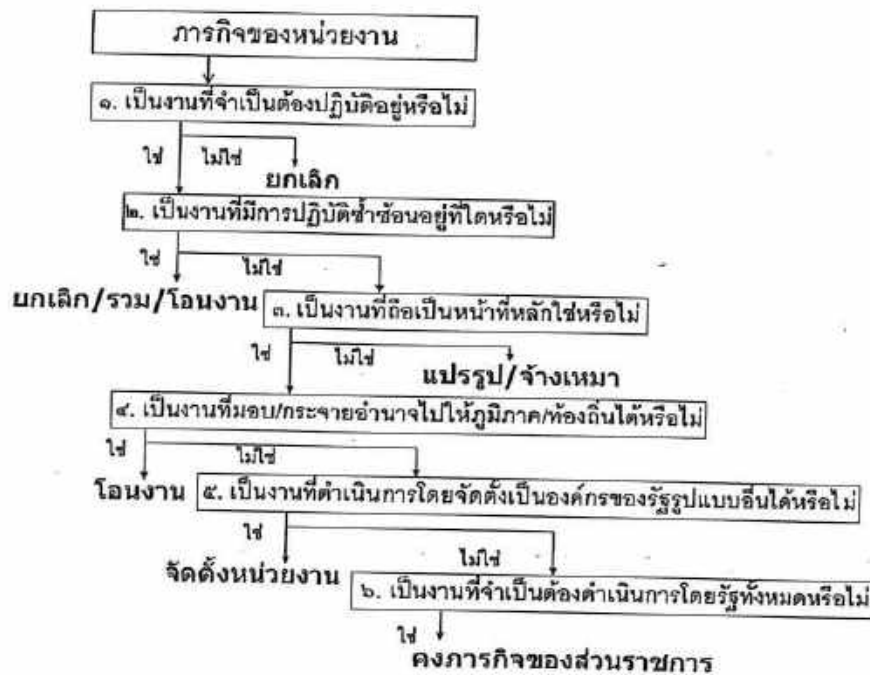 ภารกิจของหน่วยงาน
๑. เป็นงานที่จำเป็นต้องปฏิบัติอยู่หรือไม่
ใช่ ไม่ใช่
ยกเลิก
๒. เป็นงานที่มีการปฏิบัติซ้ำซ้อนอยู่ที่ใดหรือไม่
ใช่ ไม่ใช่
ยกเลิก/รวม/โอนงาน
๓. เป็นงานที่ถือเป็นหน้าที่หลักใช่หรือไม่
ใช่ ไม่ใช่
แปรรูป/จ้างเหมา
๔. เป็นงานที่มอบ/กระจายอำนาจไปให้ภูมิภาค/ท้องถิ่นได้หรือไม่
ใช่ ไม่ใช่
โอนงาน
๕. เป็นงานที่ดำเนินการโดยจัดตั้งเป็นองค์กรของรัฐรูปแบบอื่นได้หรือไม่
ใช่ ไม่ใช่
จัดตั้งหน่วยงาน
๖. เป็นงานที่จำเป็นต้องดำเนินการโดยรัฐทั้งหมดหรือไม่
ใช่
คงภารกิจของส่วนราชการ